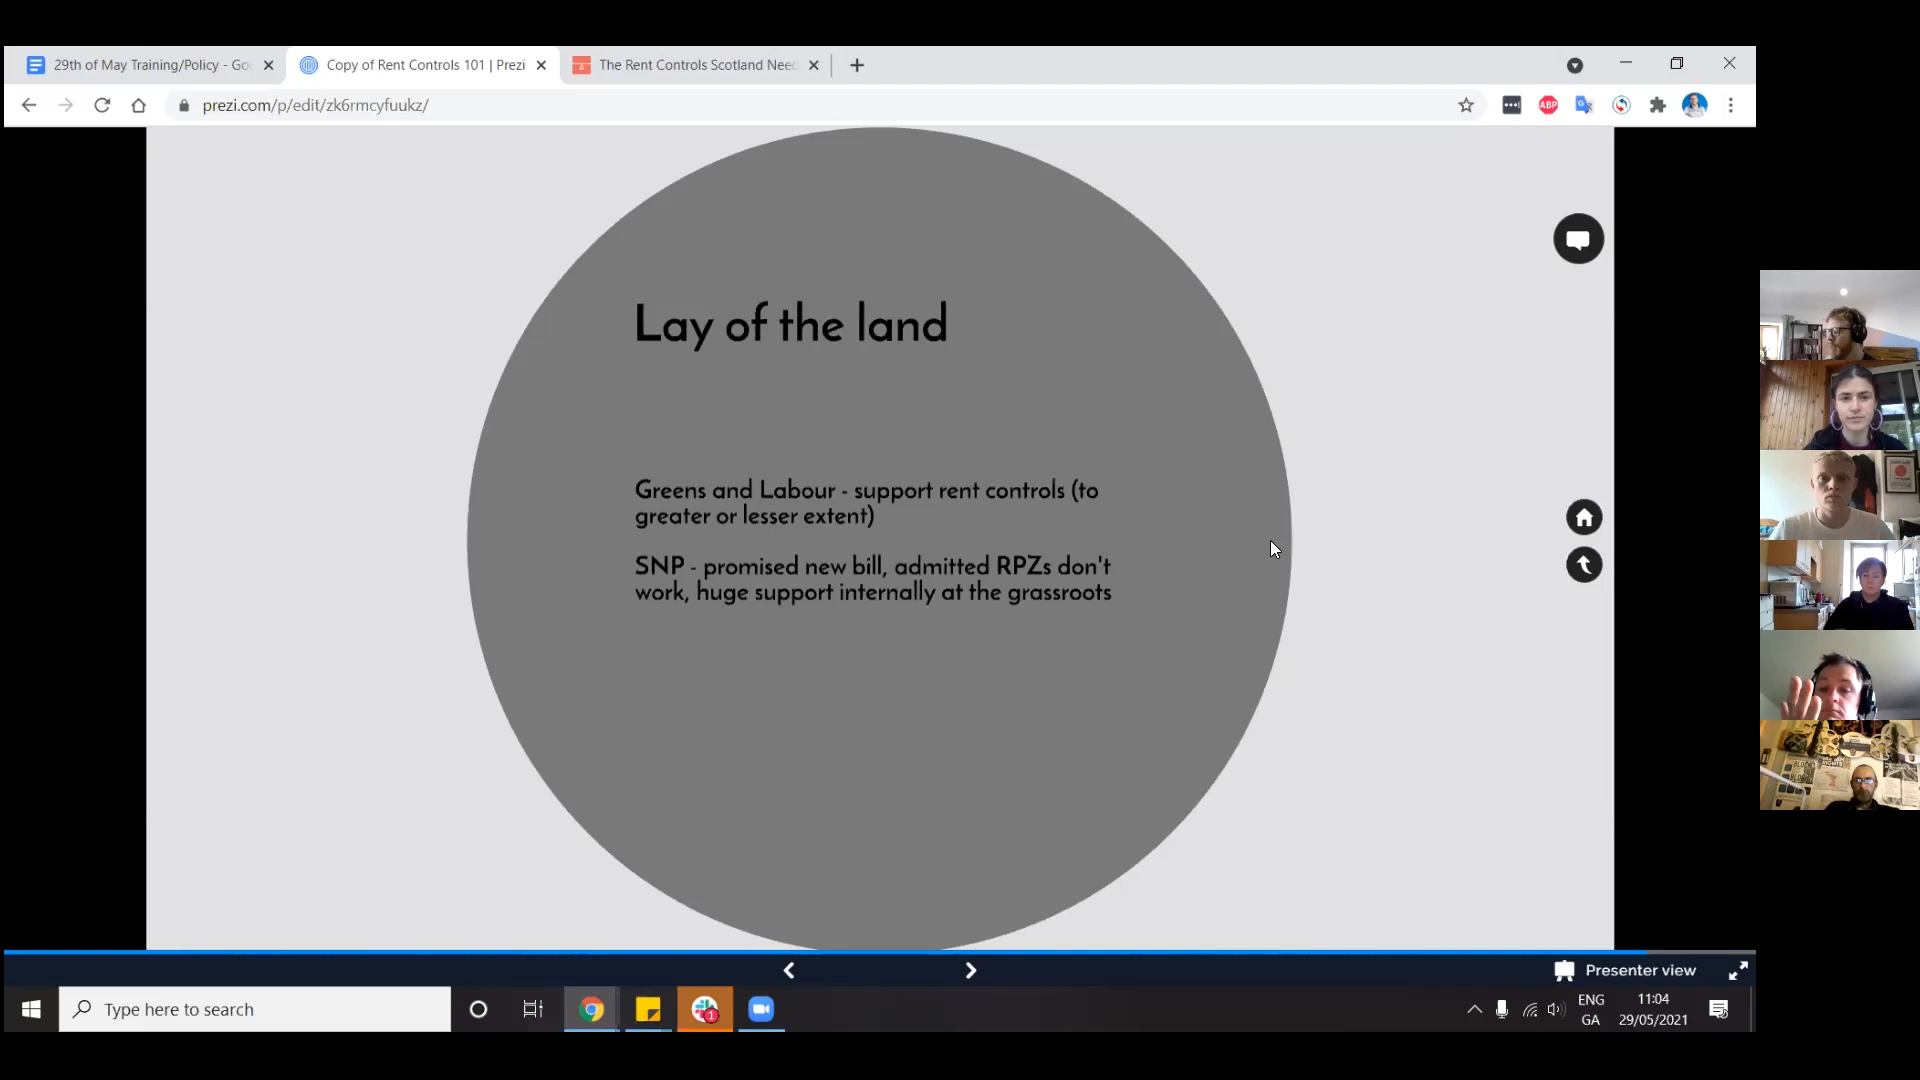 29th of May Training/Policy - Go
Copy of Rent Controls 101 | Prezi
The Rent Controls Scotland Need
prezi.com/p/edit/zk6rmcyfuukz/
ABP
Lay of the land
Greens and Labour - support rent controls (to
greater or lesser extent)
SNP - promised new bill, admitted RPZs don't
work, huge support internally at the grassroots
Presenter view
Type here to search
1
ENG
GA
11:04
29/05/2021